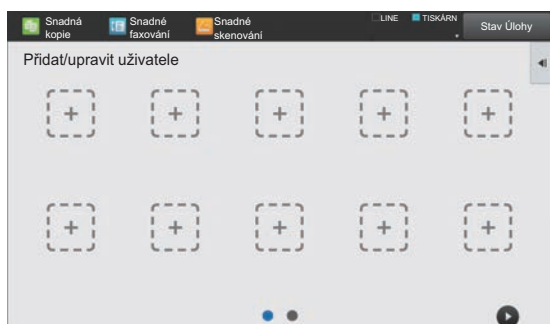 Snadná
kopie
Snadné
faxování
Snadné
skenování
LINE
TISKÁRN
Stav Úlohy
Přidat/upravit uživatele